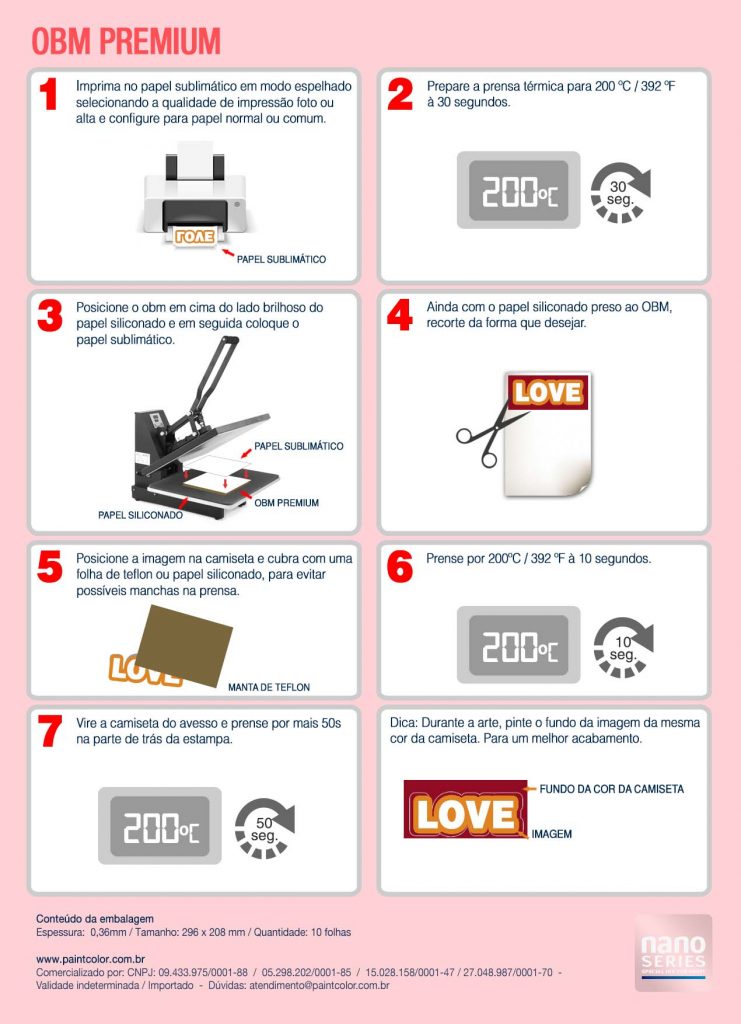 OBM PREMIUM
1
Imprima no papel sublimático em modo espelhado
selecionando a qualidade de impressão foto ou
alta e configure para papel normal ou comum.
PAPEL SUBLIMÁTICO
2
Prepare a prensa térmica para 200 ºC / 392 ºF
à 30 segundos.
200ºC
30
seg.
3
Posicione o obm em cima do lado brilhoso do
papel siliconado e em seguida coloque o
papel sublimático.
PAPEL SUBLIMÁTICO
OBM PREMIUM
PAPEL SILICONADO
4
Ainda com o papel siliconado preso ao OBM,
recorte da forma que desejar.
LOVE
5
Posicione a imagem na camiseta e cubra com uma
folha de teflon ou papel siliconado, para evitar
possíveis manchas na prensa.
LOVE
MANTA DE TEFLON
6
Prense por 200ºC / 392 ºF à 10 segundos.
200ºC
10
seg.
7
Vire a camiseta do avesso e prense por mais 50s
na parte de trás da estampa.
200ºC
50
seg.
Dica: Durante a arte, pinte o fundo da imagem da mesma
cor da camiseta. Para um melhor acabamento.
FUNDO DA COR DA CAMISETA
LOVE
IMAGEM
Conteúdo da embalagem
Espessura: 0,36mm / Tamanho: 296 x 208 mm / Quantidade: 10 folhas
www.paintcolor.com.br
Comercializado por: CNPJ: 09.433.975/0001-88 / 05.298.202/0001-85 / 15.028.158/0001-47 / 27.048.987/0001-70 -
Validade indeterminada / Importado - Dúvidas: atendimento@paintcolor.com.br
nano
SERIES